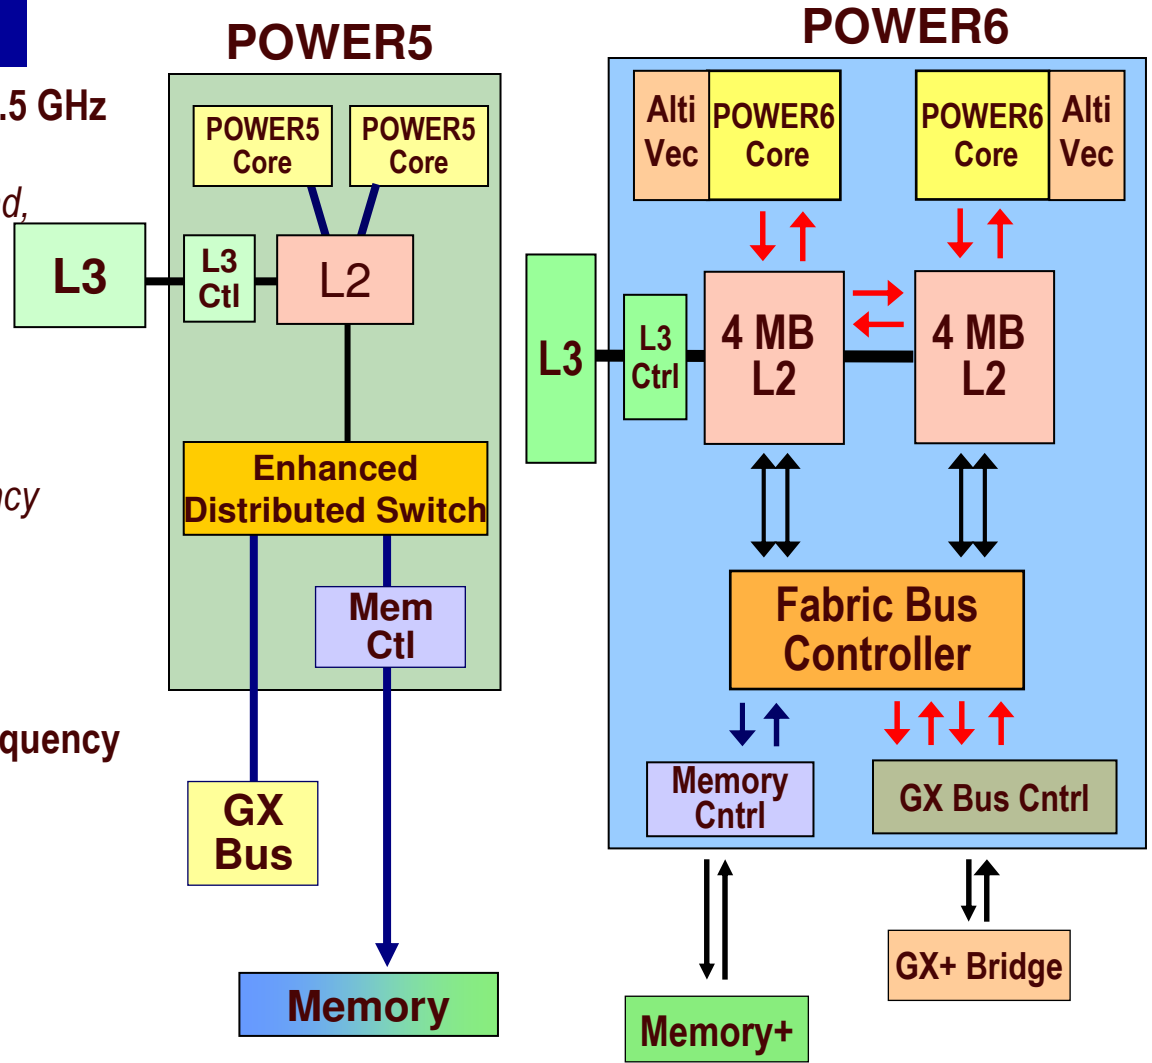 POWER5
POWER6
.5 GHz
POWER5
Core
POWER5
Core
L3
L3
Ctl
L2
Enhanced
Distributed Switch
Mem
Ctl
quency
GX
Bus
Memory
Alti
Vec
POWER6
Core
POWER6
Core
Alti
Vec
L3
L3
Ctrl
4 MB
L2
4 MB
L2
Fabric Bus
Controller
Memory
Cntrl
GX Bus Cntrl
GX+ Bridge
Memory+